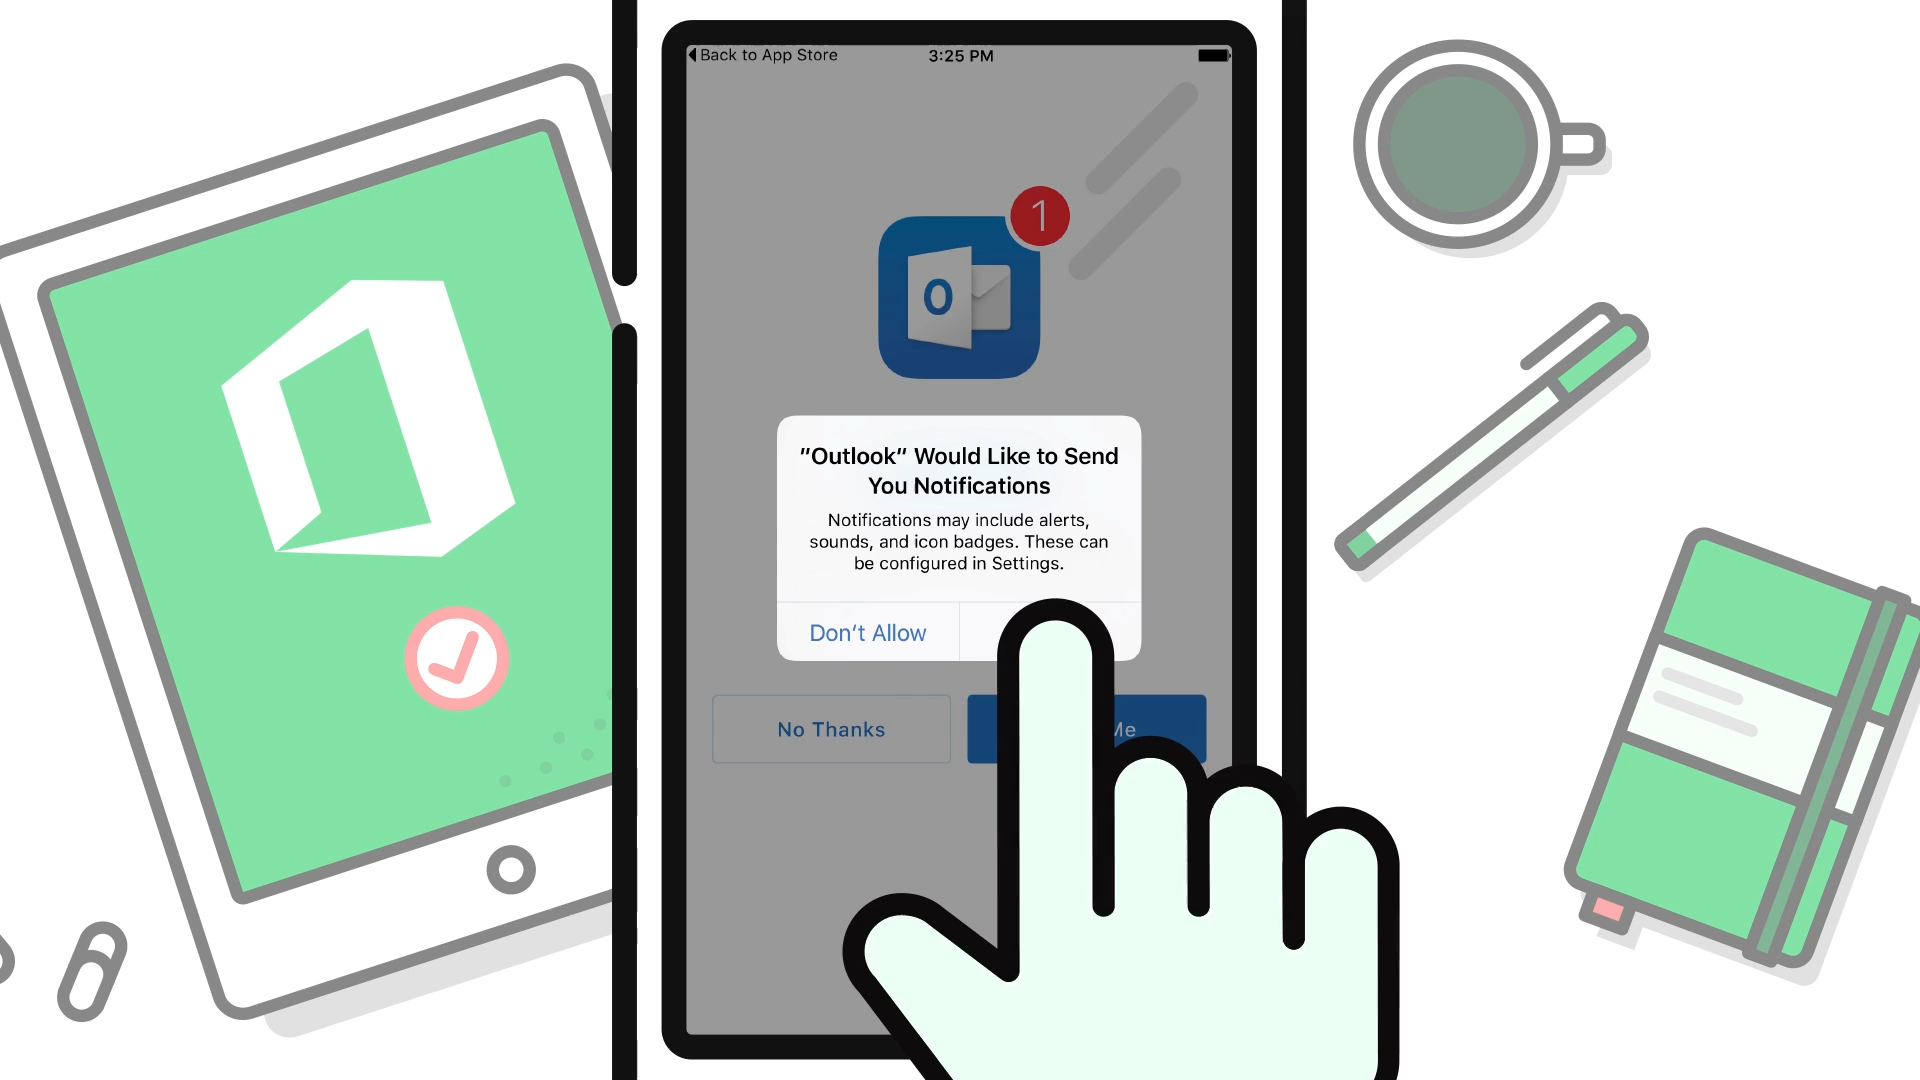 Back to App Store
3:25 PM
1
"Outlook" Would Like to Send
You Notifications
Notifications may include alerts,
sounds, and icon badges. These can
be configured in Settings.
Don't Allow
No Thanks
Me